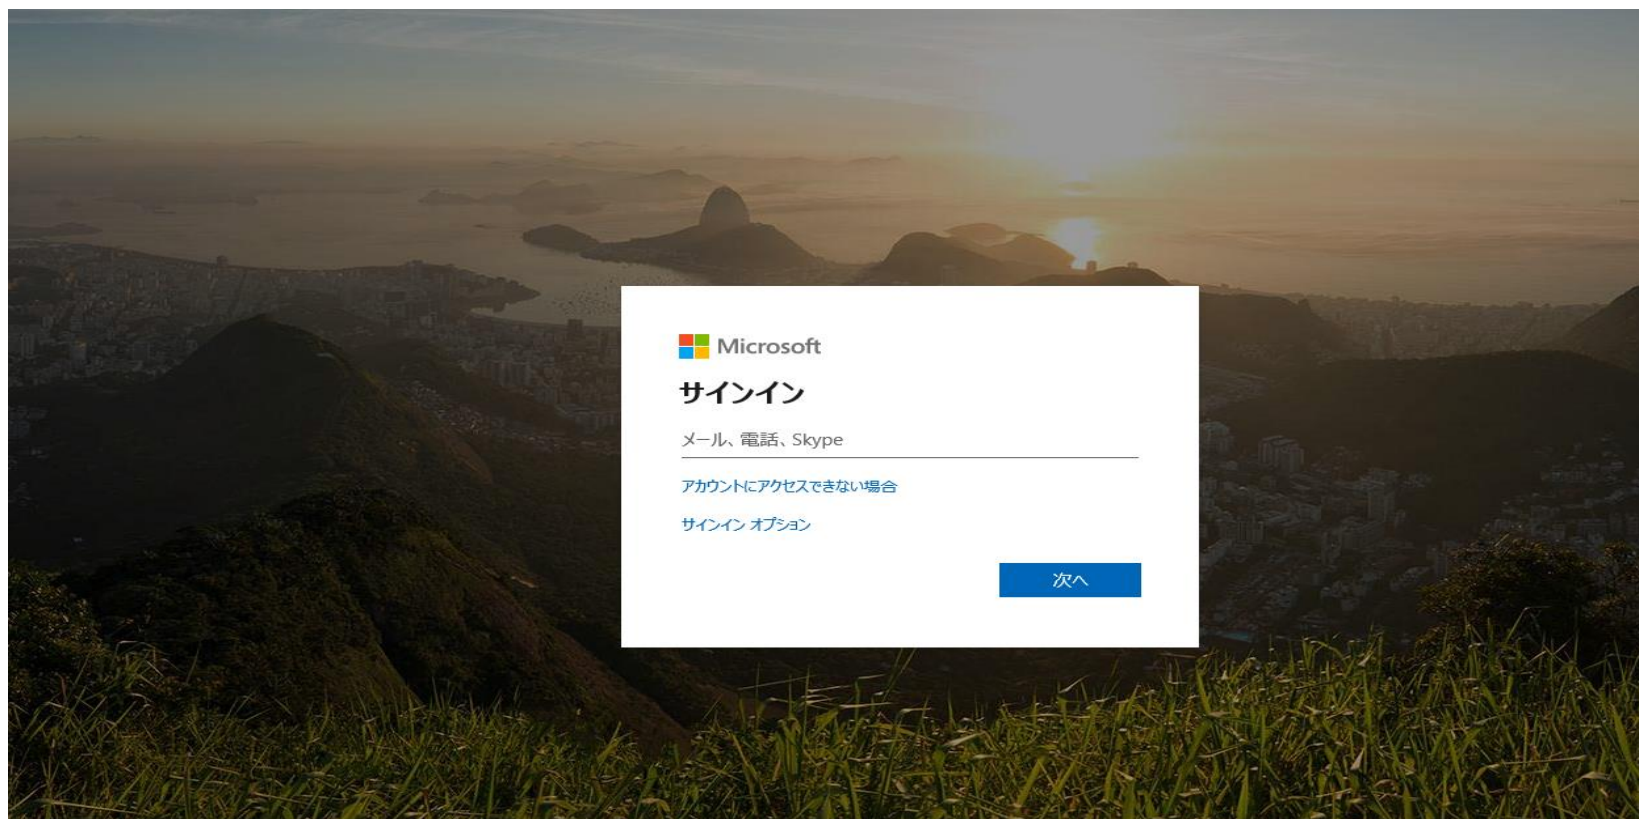 Microsoft
サインイン
メール、電話、Skype
アカウントにアクセスできない場合
サインイン オプション
次へ